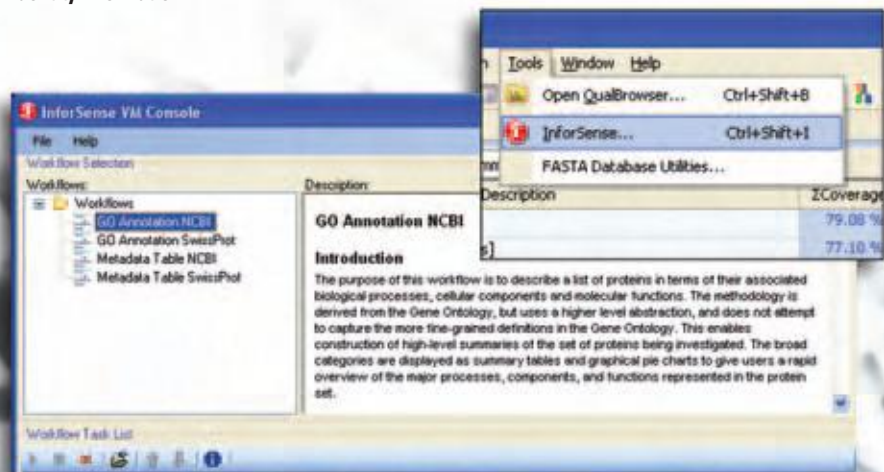 Tools Window Help
Open QualBrowser... Ctrl+Shift+B
InforSense... Ctrl+Shift+I
FASTA Database Utilities...
Description ΣCoverage
79.08 %
77.10 %
InforSense VM Console
File Help
Workflow Selection
Workflows:
Workflows
GO Annotation NCBI
GO Annotation SwissProt
Metadata Table NCBI
Metadata Table SwissProt
Description:
GO Annotation NCBI
Introduction
The purpose of this workflow is to describe a list of proteins in terms of their associated
biological processes, cellular components and molecular functions. The methodology is
derived from the Gene Ontology, but uses a higher level abstraction, and does not attempt
to capture the more fine-grained definitions in the Gene Ontology. This enables
construction of high-level summaries of the set of proteins being investigated. The broad
categories are displayed as summary tables and graphical pie charts to give users a rapid
overview of the major processes, components, and functions represented in the protein
set.
Workflow Task List